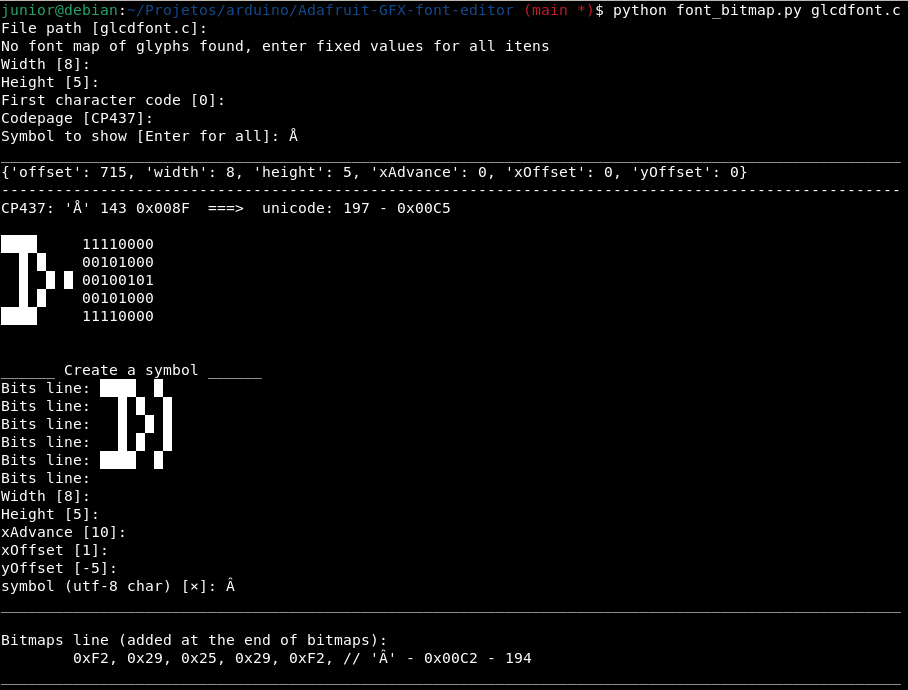 junior@debian:~/Projetos/arduino/Adafruit-GFX-font-editor (main *)$ python font_bitmap.py glcdfont.c
File path [glcdfont.c]:
No font map of glyphs found, enter fixed values for all itens
Width [8]:
Height [5]:
First character code [0]:
Codepage [CP437]:
Symbol to show [Enter for all]: Å
{'offset': 715, 'width': 8, 'height': 5, 'xAdvance': 0, 'xOffset': 0, 'yOffset': 0}
----------------------------------------------------------------------------------------------------
CP437: 'Å' 143 0x008F  ===>  unicode: 197 - 0x00C5
11110000
00101000
00100101
00101000
11110000
______ Create a symbol ______
Bits line:
Bits line:
Bits line:
Bits line:
Bits line:
Bits line:
Width [8]:
Height [5]:
xAdvance [10]:
xOffset [1]:
yOffset [-5]:
symbol (utf-8 char) [×]: Â
Bitmaps line (added at the end of bitmaps):
0xF2, 0x29, 0x25, 0x29, 0xF2, // 'Â' - 0x00C2 - 194